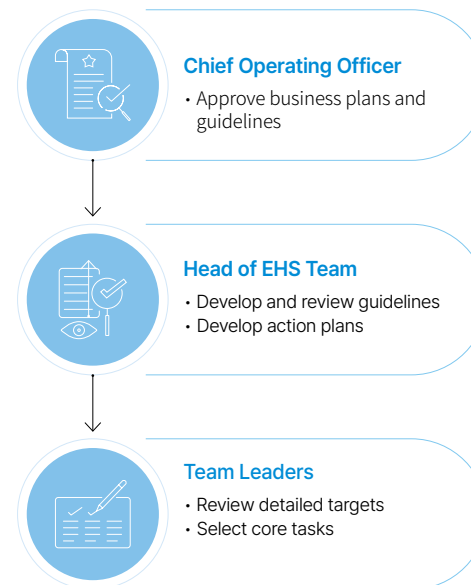 Chief Operating Officer
• Approve business plans and
guidelines
Head of EHS Team
• Develop and review guidelines
• Develop action plans
Team Leaders
• Review detailed targets
• Select core tasks